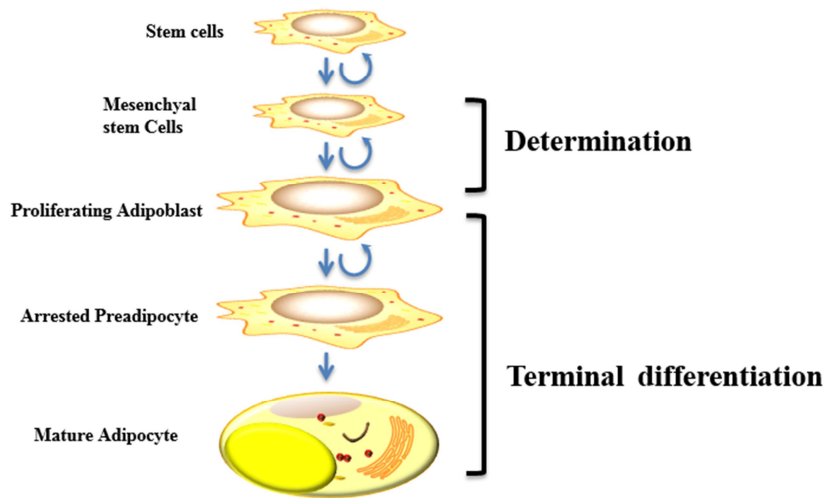 Stem cells
Mesenchyal
stem Cells
Determination
Proliferating Adipoblast
Arrested Preadipocyte
Terminal differentiation
Mature Adipocyte